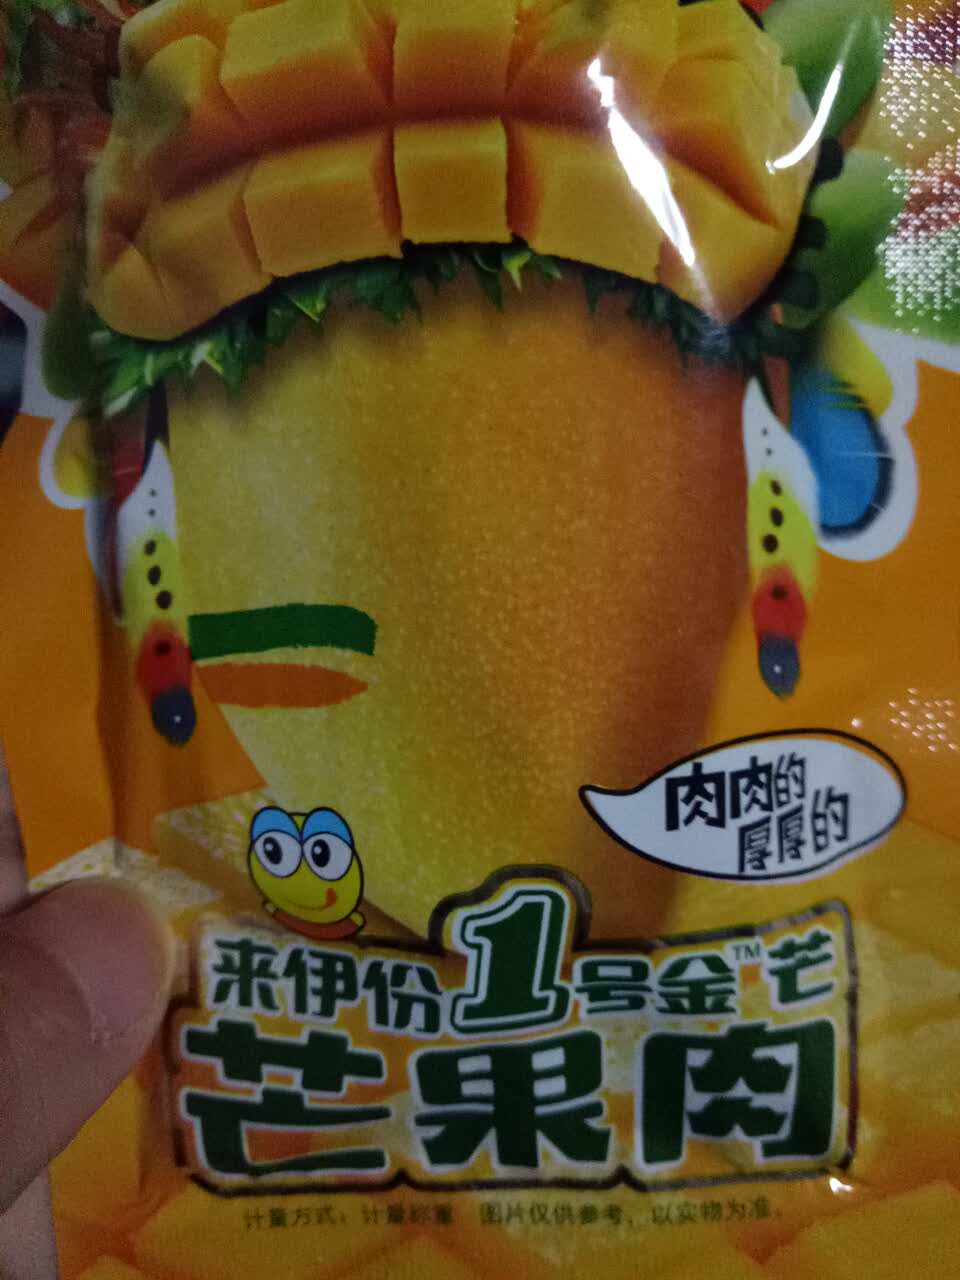 肉肉的
厚厚的
来伊份1号金™芒
芒果肉
计量方式：计量称重 图片仅供参考，以实物为准。